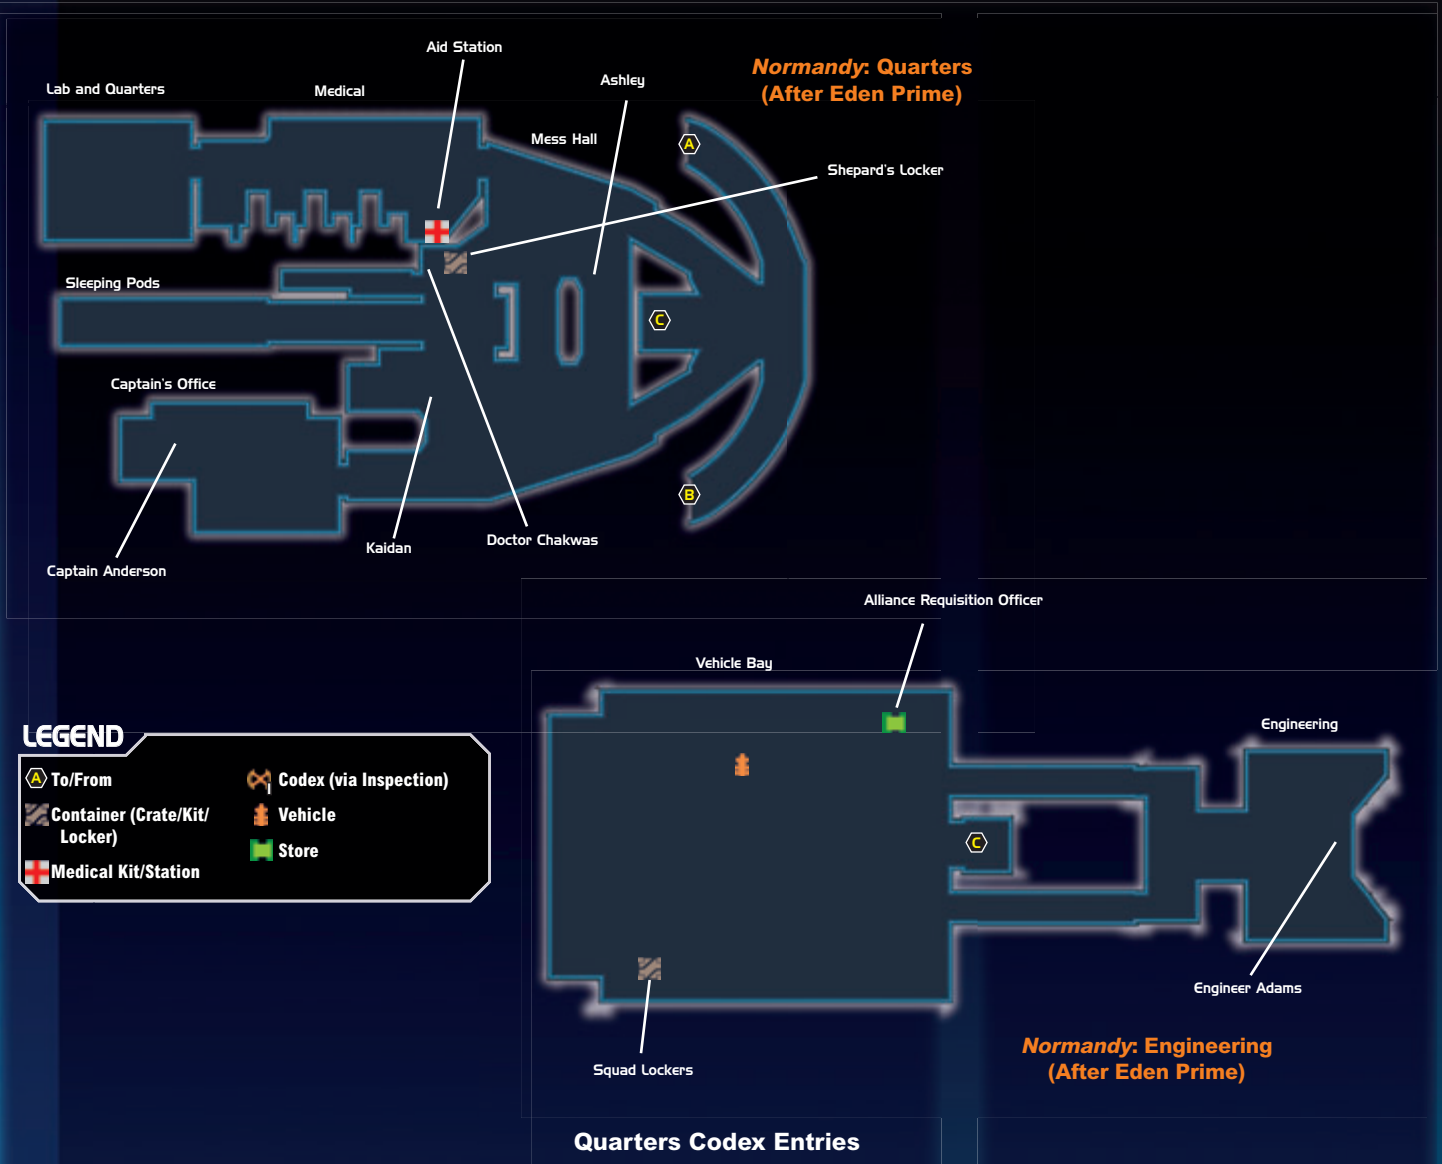 Aid Station
Normandy: Quarters
(After Eden Prime)
Ashley
Lab and Quarters
Medical
Mess Hall
A
Shepard's Locker
Sleeping Pods
C
Captain's Office
B
Doctor Chakwas
Kaidan
Captain Anderson
Alliance Requisition Officer
Vehicle Bay
Engineering
LEGEND
A To/From
Container (Crate/Kit/
Locker)
Medical Kit/Station
Codex (via Inspection)
Vehicle
Store
C
Engineer Adams
Normandy: Engineering
(After Eden Prime)
Squad Lockers
Quarters Codex Entries